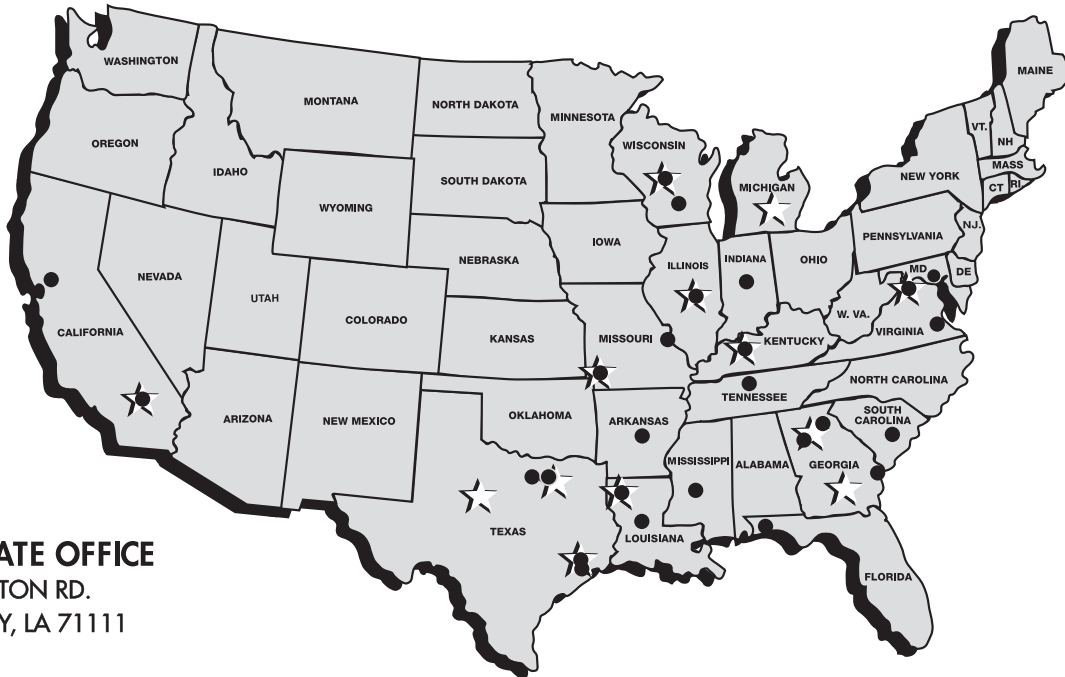 WASHINGTON
MAINE
MONTANA
NORTH DAKOTA
MINNESOTA
VT.
NH
OREGON
IDAHO
WISCONSIN
MASS
NEW YORK
SOUTH DAKOTA
MICHIGAN
CT
RI
WYOMING
NJ.
PENNSYLVANIA
IOWA
NEBRASKA
ILLINOIS
INDIANA
OHIO
MD
DE
NEVADA
UTAH
COLORADO
W. VA.
CALIFORNIA
KANSAS
MISSOURI
KENTUCKY
VIRGINIA
NORTH CAROLINA
TENNESSEE
ARIZONA
NEW MEXICO
OKLAHOMA
ARKANSAS
SOUTH
CAROLINA
MISSISSIPPI
ALABAMA
GEORGIA
TEXAS
LOUISIANA
FLORIDA
ATE OFFICE
TON RD.
Y, LA 71111